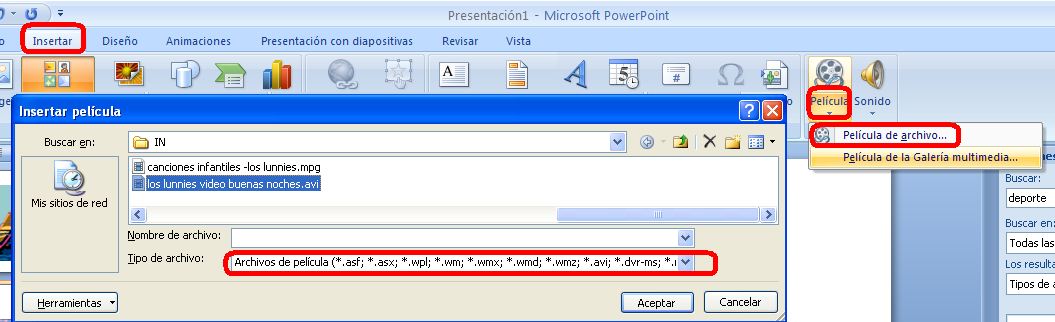 Presentación1 - Microsoft PowerPoint
Insertar Diseño Animaciones Presentación con diapositivas Revisar Vista
Película Sonido
Película de archivo...
Película de la Galería multimedia...
Insertar película
Buscar en: IN
canciones infantiles -los lunnies.mpg
los lunnies video buenas noches.avi
Mis sitios de red
Nombre de archivo:
Tipo de archivo: Archivos de película (*.asf; *.asx; *.wpl; *.wm; *.wmx; *.wmd; *.wmz; *.avi; *.dvr-ms;
Herramientas Aceptar Cancelar
Buscar:
deporte
Buscar en:
Todas las
Los resulta
Tipos de a